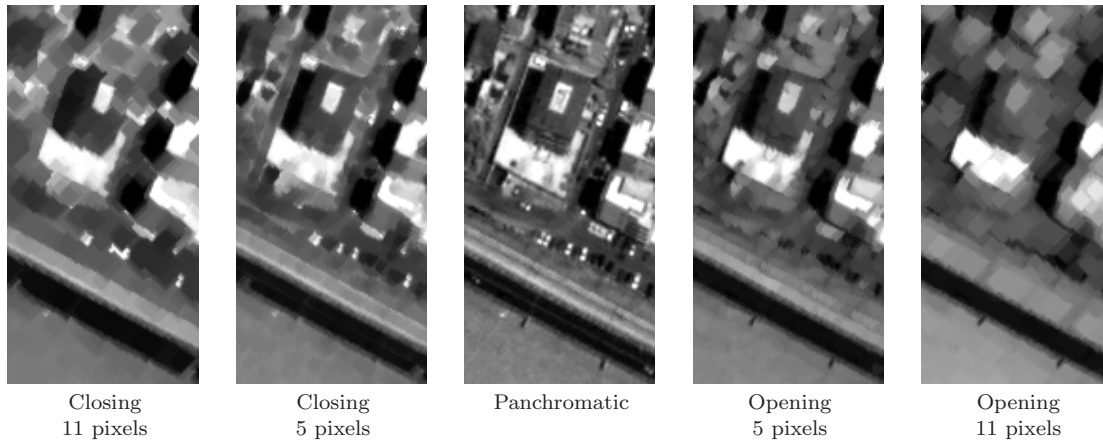 Closing
11 pixels
Closing
5 pixels
Panchromatic
Opening
5 pixels
Opening
11 pixels